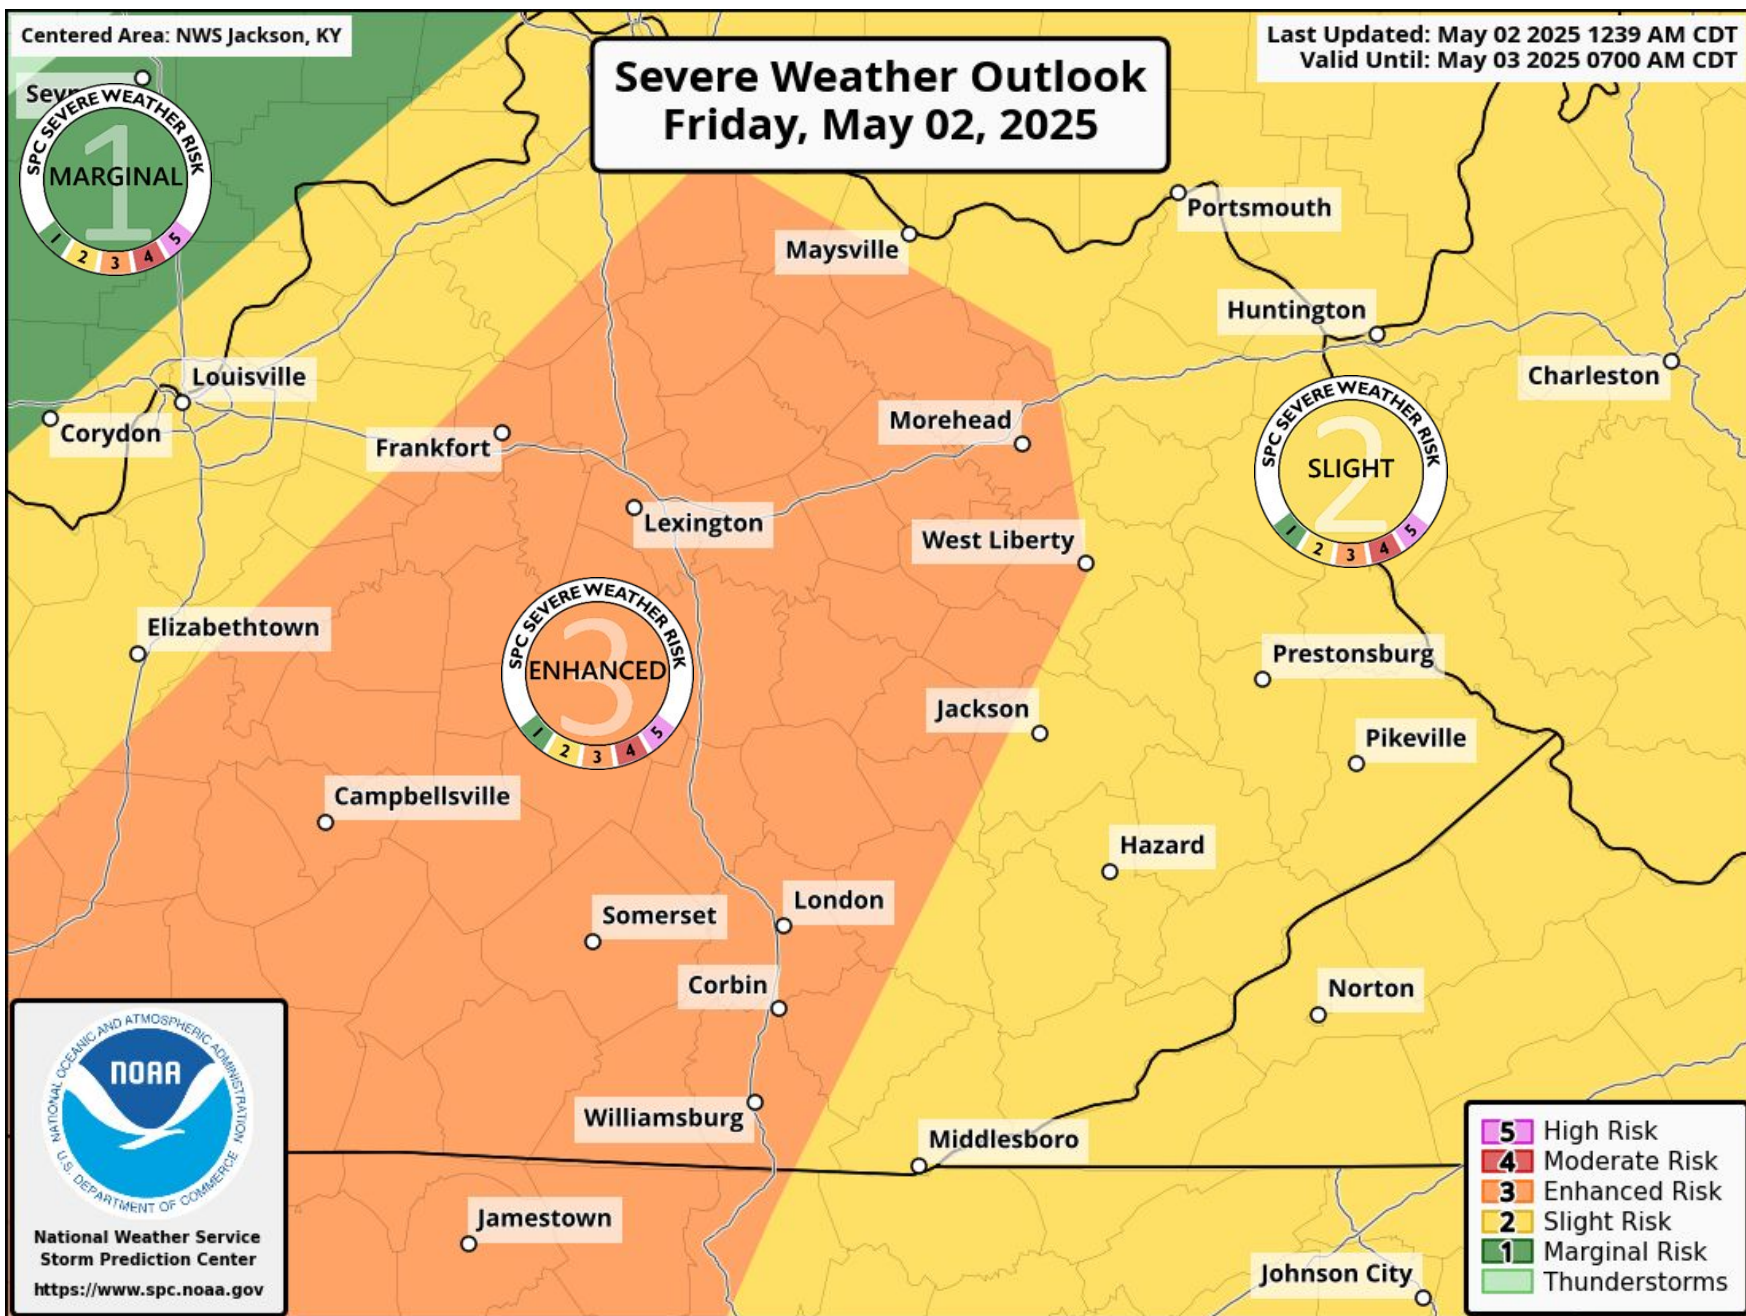 Centered Area: NWS Jackson, KY
Last Updated: May 02 2025 1239 AM CDT
Valid Until: May 03 2025 0700 AM CDT
Severe Weather Outlook
Friday, May 02, 2025
SPC SEVERE WEATHER RISK
1
MARGINAL
1 2 3 4 5
Portsmouth
Maysville
Huntington
Louisville
Charleston
Corydon
Morehead
Frankfort
SPC SEVERE WEATHER RISK
2
SLIGHT
1 2 3 4 5
Lexington
West Liberty
Elizabethtown
SPC SEVERE WEATHER RISK
3
ENHANCED
1 2 3 4 5
Prestonsburg
Jackson
Pikeville
Campbellsville
Hazard
London
Somerset
Corbin
Norton
Williamsburg
Middlesboro
Jamestown
Johnson City
NATIONAL OCEANIC AND ATMOSPHERIC ADMINISTRATION
NOAA
U.S. DEPARTMENT OF COMMERCE
National Weather Service
Storm Prediction Center
https://www.spc.noaa.gov
5 High Risk
4 Moderate Risk
3 Enhanced Risk
2 Slight Risk
1 Marginal Risk
Thunderstorms